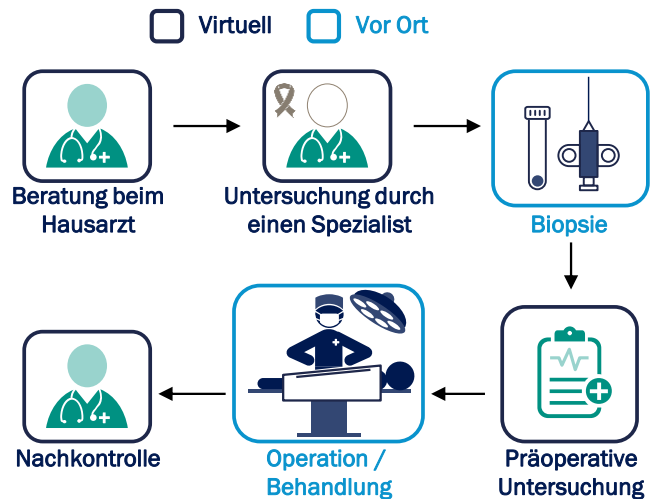 Virtuell
Vor Ort
Beratung beim
Hausarzt
Untersuchung durch
einen Spezialist
Biopsie
Nachkontrolle
Operation /
Behandlung
Präoperative
Untersuchung